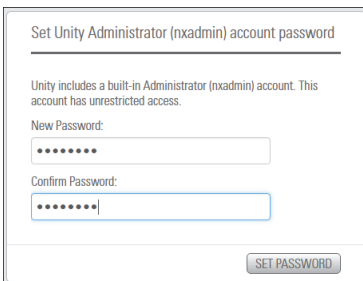 Set Unity Administrator (nxadmin) account password
Unity includes a built-in Administrator (nxadmin) account. This
account has unrestricted access.
New Password:
••••••••
Confirm Password:
••••••••
SET PASSWORD